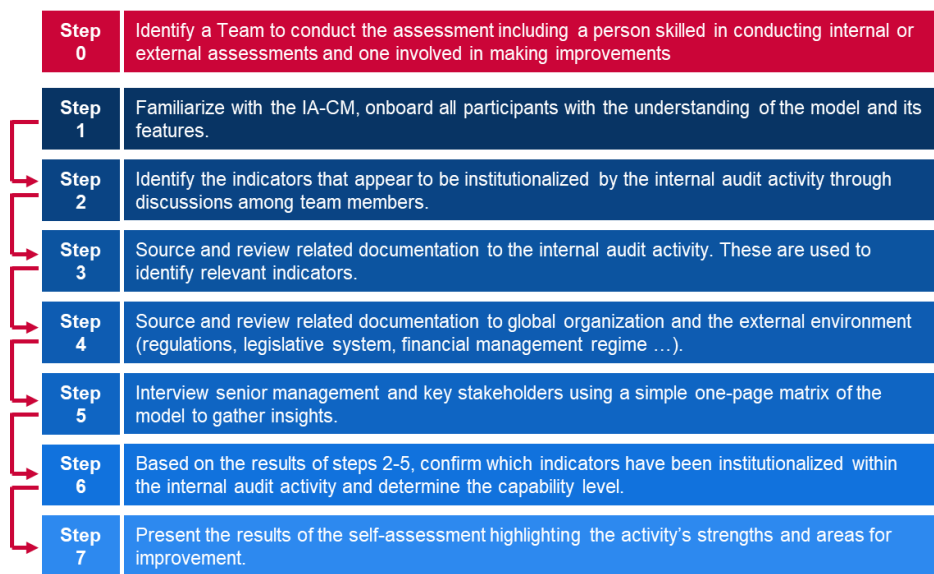 Step
0
Identify a Team to conduct the assessment including a person skilled in conducting internal or
external assessments and one involved in making improvements
Step
1
Familiarize with the IA-CM, onboard all participants with the understanding of the model and its
features.
Step
2
Identify the indicators that appear to be institutionalized by the internal audit activity through
discussions among team members.
Step
3
Source and review related documentation to the internal audit activity. These are used to
identify relevant indicators.
Step
4
Source and review related documentation to global organization and the external environment
(regulations, legislative system, financial management regime ...).
Step
5
Interview senior management and key stakeholders using a simple one-page matrix of the
model to gather insights.
Step
6
Based on the results of steps 2-5, confirm which indicators have been institutionalized within
the internal audit activity and determine the capability level.
Step
7
Present the results of the self-assessment highlighting the activity's strengths and areas for
improvement.